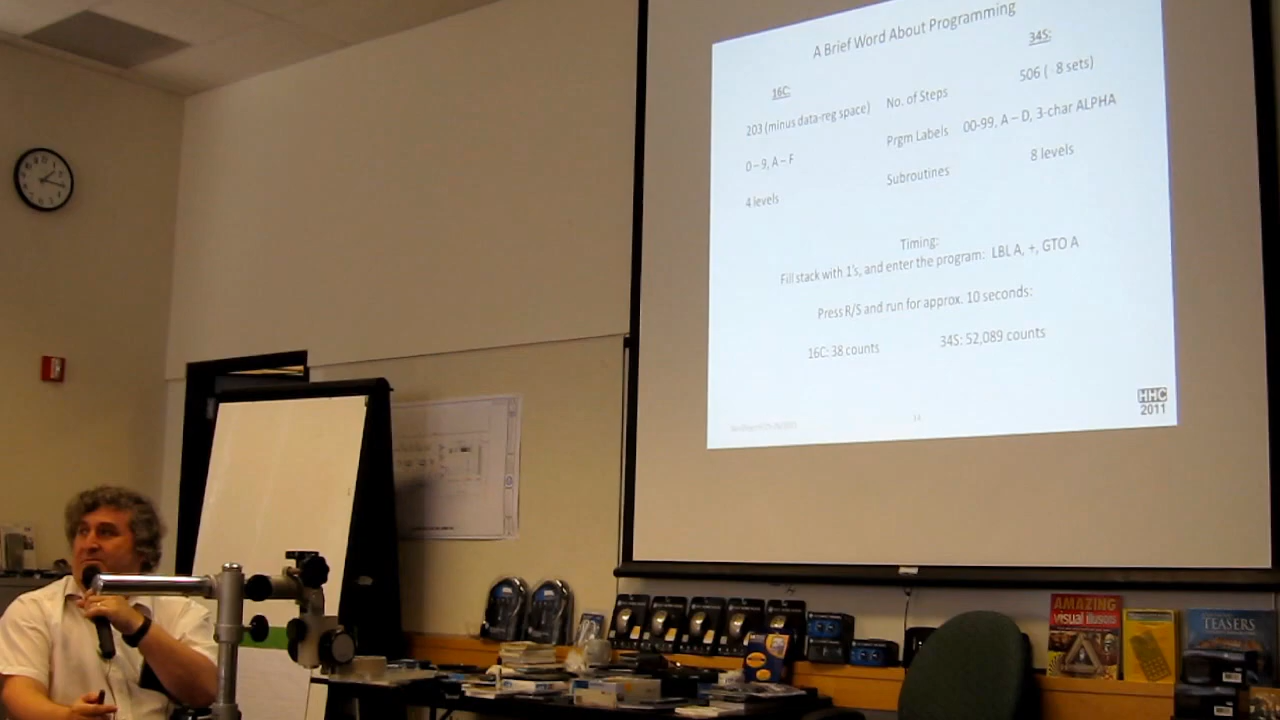 A Brief Word About Programming
16C: 34S:
203 (minus data-reg space) No. of Steps 506 ( 8 sets)
0 – 9, A – F Prgm Labels 00-99, A – D, 3-char ALPHA
4 levels Subroutines 8 levels
Timing:
Fill stack with 1's, and enter the program: LBL A, +, GTO A
Press R/S and run for approx. 10 seconds:
16C: 38 counts 34S: 52,089 counts
HHC
2011
AMAZING
visual illusions
TEASERS